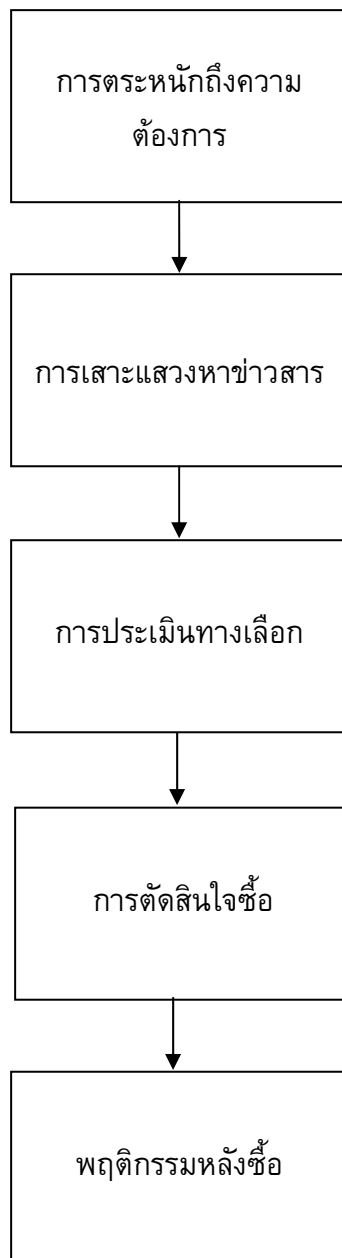 การตระหนักถึงความ
ต้องการ
การเสาะแสวงหาข่าวสาร
การประเมินทางเลือก
การตัดสินใจซื้อ
พฤติกรรมหลังซื้อ